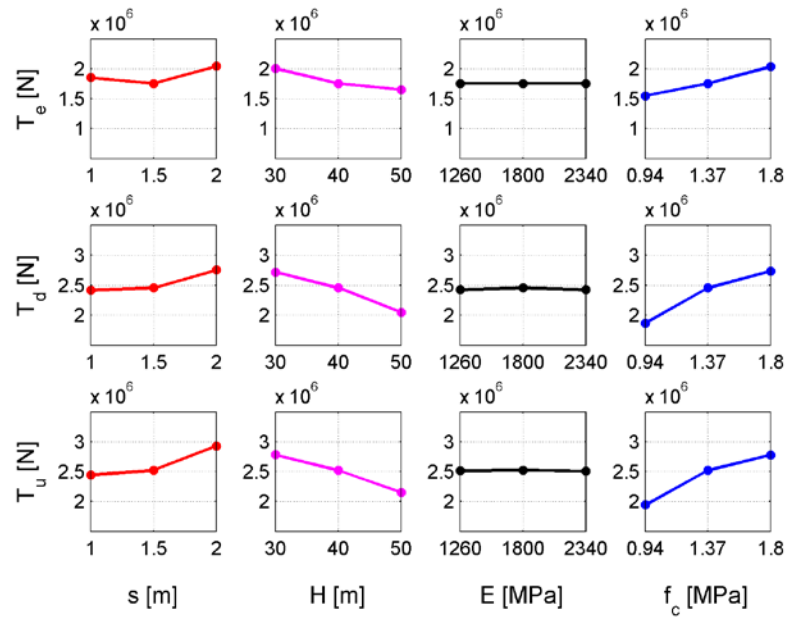 x 10^6 x 10^6 x 10^6 x 10^6
T_e [N]
2 2 2 2
1.5 1.5 1.5 1.5
1 1 1 1
1 1.5 2 30 40 50 1260 1800 2340 0.94 1.37 1.8
x 10^6 x 10^6 x 10^6 x 10^6
T_d [N]
3 3 3 3
2.5 2.5 2.5 2.5
2 2 2 2
1 1.5 2 30 40 50 1260 1800 2340 0.94 1.37 1.8
x 10^6 x 10^6 x 10^6 x 10^6
T_u [N]
3 3 3 3
2.5 2.5 2.5 2.5
2 2 2 2
1 1.5 2 30 40 50 1260 1800 2340 0.94 1.37 1.8
s [m] H [m] E [MPa] f_c [MPa]